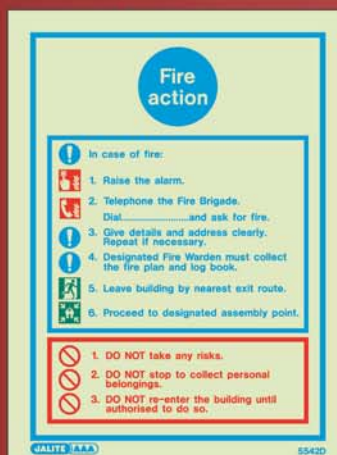 Fire
action
In case of fire:
1. Raise the alarm.
2. Telephone the Fire Brigade.
Dial......................and ask for fire.
3. Give details and address clearly.
Repeat if necessary.
4. Designated Fire Warden must collect
the fire plan and log book.
5. Leave building by nearest exit route.
6. Proceed to designated assembly point.
1. DO NOT take any risks.
2. DO NOT stop to collect personal
belongings.
3. DO NOT re-enter the building until
authorised to do so.
JALITE AAA
5542D